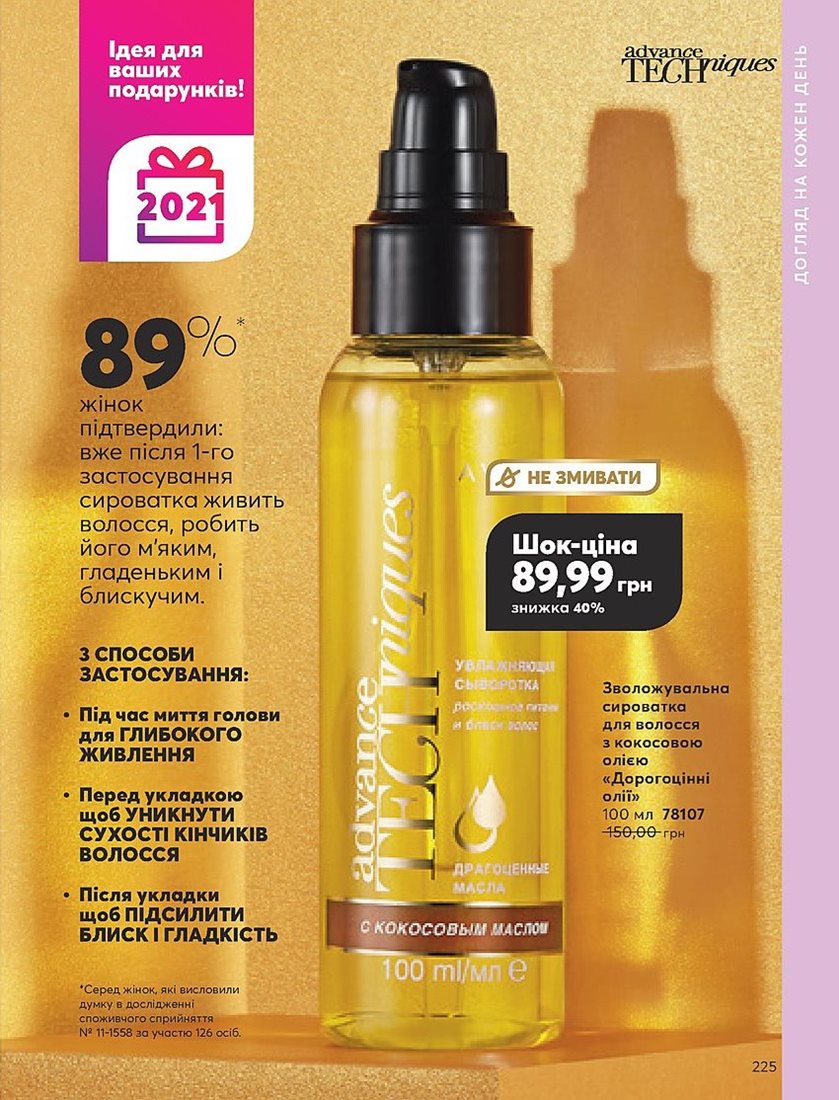 Ідея для
ваших
подарунків!
2021
advance
TECHniques
ДОГЛЯД НА КОЖЕН ДЕНЬ
89%*
жінок
підтвердили:
вже після 1-го
застосування
сироватка живить
волосся, робить
його м'яким,
гладеньким і
блискучим.
3 СПОСОБИ
ЗАСТОСУВАННЯ:
• Під час миття голови
для ГЛИБОКОГО
ЖИВЛЕННЯ
• Перед укладкою
щоб УНИКНУТИ
СУХОСТІ КІНЧИКІВ
ВОЛОССЯ
• Після укладки
щоб ПІДСИЛИТИ
БЛИСК І ГЛАДКІСТЬ
*Серед жінок, які висловили
думку в дослідженні
споживчого сприйняття
№ 11-1558 за участю 126 осіб.
НЕ ЗМИВАТИ
Шок-ціна
89,99 грн
знижка 40%
advance
TECHniques
УВЛАЖНЯЮЩАЯ
СЫВОРОТКА
роскошное питание
и блеск волос
ДРАГОЦЕННЫЕ
МАСЛА
С КОКОСОВЫМ МАСЛОМ
100 ml/мл e
Зволожувальна
сироватка
для волосся
з кокосовою
олією
«Дорогоцінні
олії»
100 мл 78107
150,00 грн
225